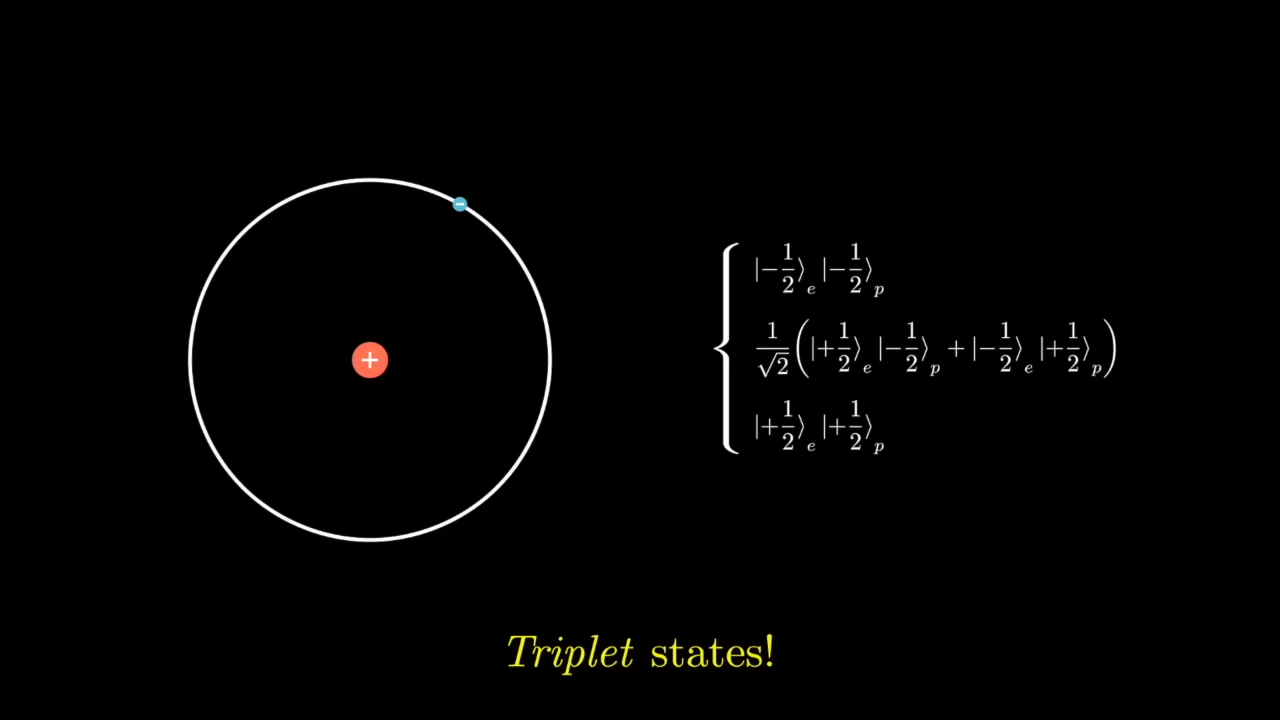 − +
|−1/2⟩_e |−1/2⟩_p
1/√2 (|+1/2⟩_e |−1/2⟩_p + |−1/2⟩_e |+1/2⟩_p)
|+1/2⟩_e |+1/2⟩_p
Triplet states!